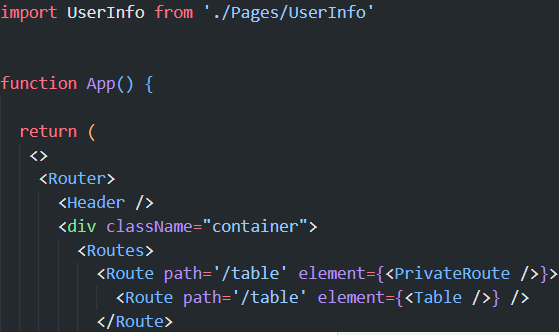 import UserInfo from './Pages/UserInfo'
function App() {
return (
<>
<Router>
<Header />
<div className="container">
<Routes>
<Route path='/table' element={<PrivateRoute />}>
<Route path='/table' element={<Table />} />
</Route>